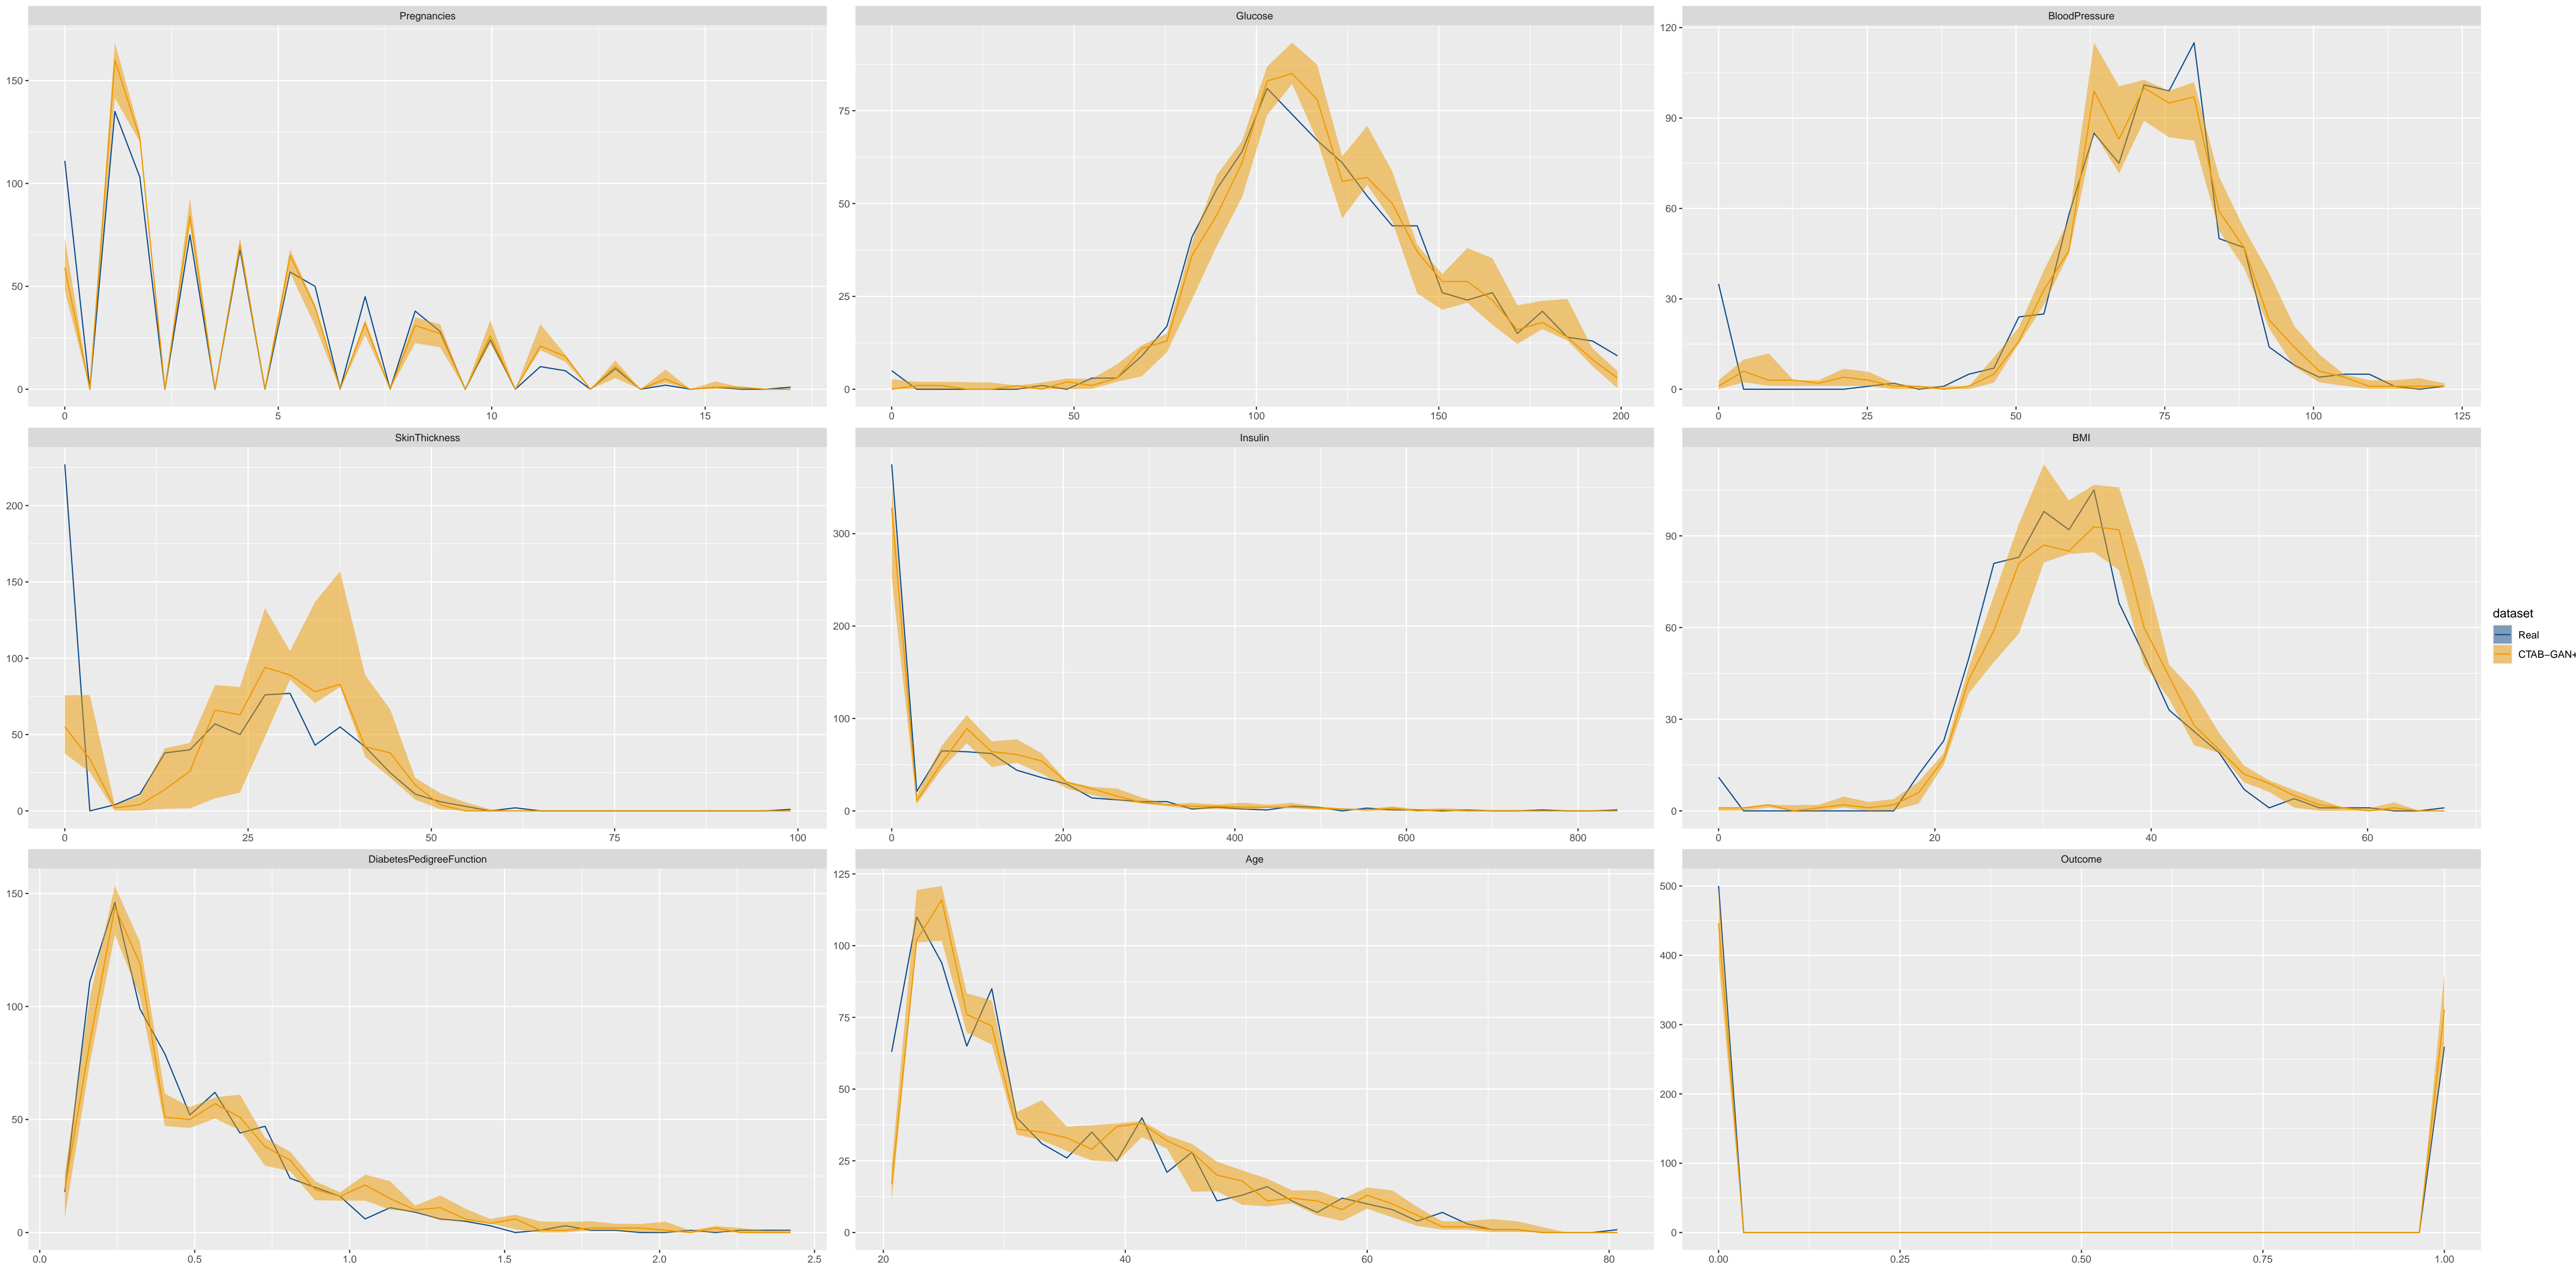 Pregnancies
150
100
50
0
0 5 10 15
Glucose
75
50
25
0
0 50 100 150 200
BloodPressure
120
90
60
30
0
0 25 50 75 100 125
SkinThickness
200
150
100
50
0
0 25 50 75 100
Insulin
300
200
100
0
0 200 400 600 800
BMI
90
60
30
0
0 20 40 60
DiabetesPedigreeFunction
150
100
50
0
0.0 0.5 1.0 1.5 2.0 2.5
Age
125
100
75
50
25
0
20 40 60 80
Outcome
500
400
300
200
100
0
0.00 0.25 0.50 0.75 1.00
dataset
Real
CTAB−GAN+